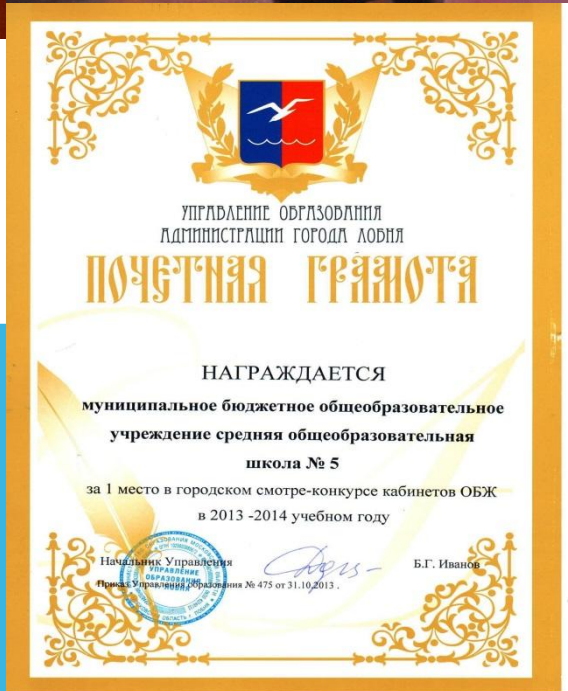 УПРАВЛЕНИЕ ОБРАЗОВАНИЯ
АДМИНИСТРАЦИИ ГОРОДА ЛОБНЯ
ПОЧЕТНАЯ ГРАМОТА
НАГРАЖДАЕТСЯ
муниципальное бюджетное общеобразовательное
учреждение средняя общеобразовательная
школа № 5
за 1 место в городском смотре-конкурсе кабинетов ОБЖ
в 2013 -2014 учебном году
Начальник Управления
Б.Г. Иванов
УПРАВЛЕНИЕ
ОБРАЗОВАНИЯ
Приказ Управления образования № 475 от 31.10.2013 .